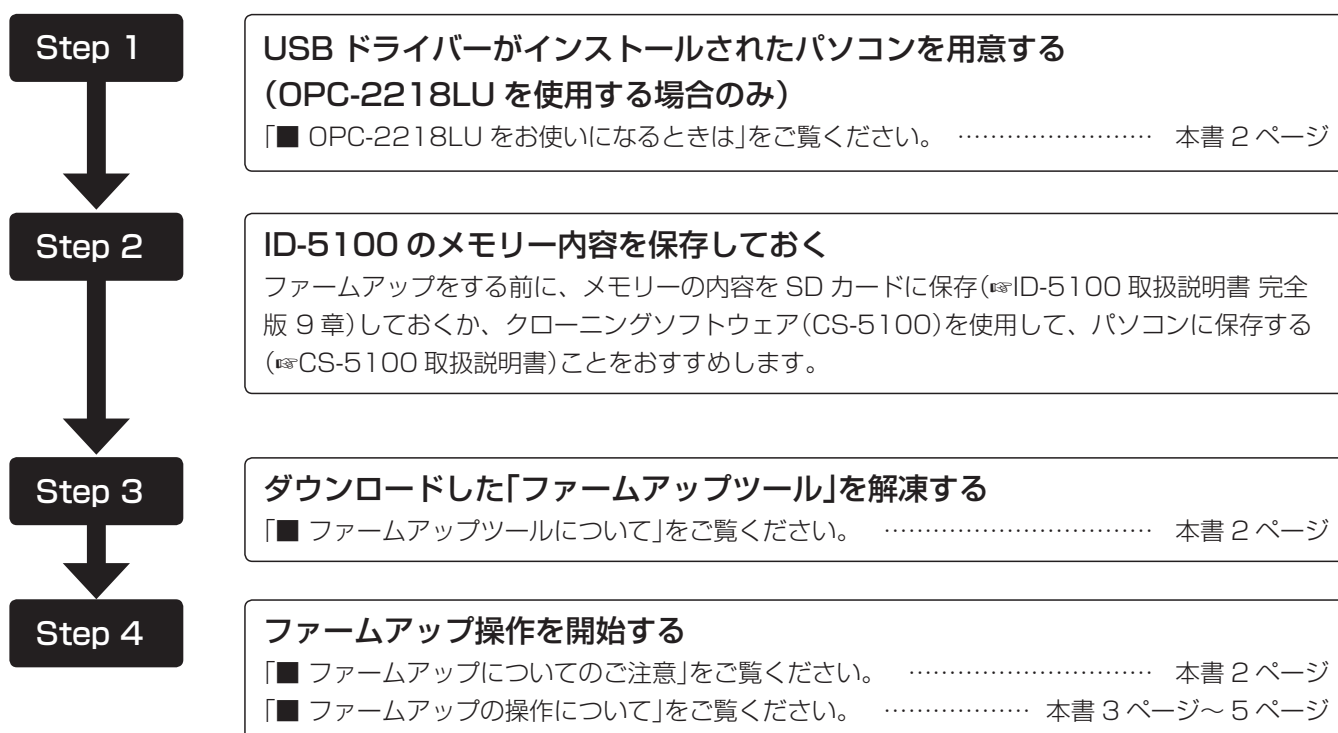 Step 1
USB ドライバーがインストールされたパソコンを用意する
(OPC-2218LU を使用する場合のみ)
「■ OPC-2218LU をお使いになるときは」をご覧ください。 …………………… 本書 2 ページ
Step 2
ID-5100 のメモリー内容を保存しておく
ファームアップをする前に、メモリーの内容を SD カードに保存(☞ID-5100 取扱説明書 完全
版 9 章)しておくか、クローニングソフトウェア(CS-5100)を使用して、パソコンに保存する
(☞CS-5100 取扱説明書)ことをおすすめします。
Step 3
ダウンロードした「ファームアップツール」を解凍する
「■ ファームアップツールについて」をご覧ください。 …………………………… 本書 2 ページ
Step 4
ファームアップ操作を開始する
「■ ファームアップについてのご注意」をご覧ください。 ………………………… 本書 2 ページ
「■ ファームアップの操作について」をご覧ください。 ……………… 本書 3 ページ〜 5 ページ